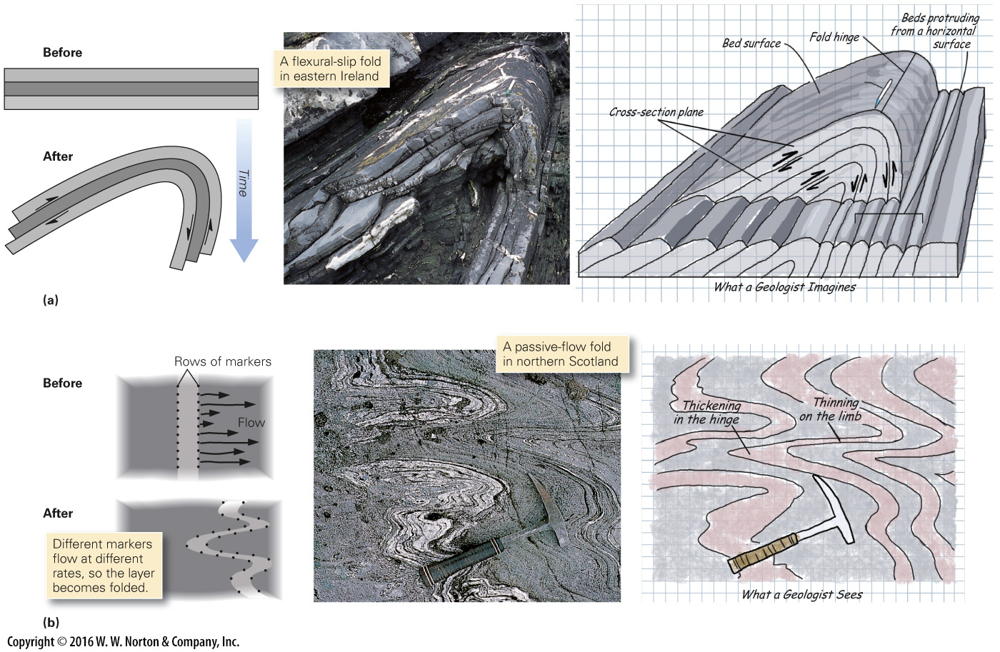 Before
After
Time
A flexural-slip fold
in eastern Ireland
Bed surface
Fold hinge
Beds protruding
from a horizontal
surface
Cross-section plane
What a Geologist Imagines
(a)
Before
Rows of markers
Flow
After
Different markers
flow at different
rates, so the layer
becomes folded.
A passive-flow fold
in northern Scotland
Thickening
in the hinge
Thinning
on the limb
What a Geologist Sees
(b)
Copyright © 2016 W. W. Norton & Company, Inc.